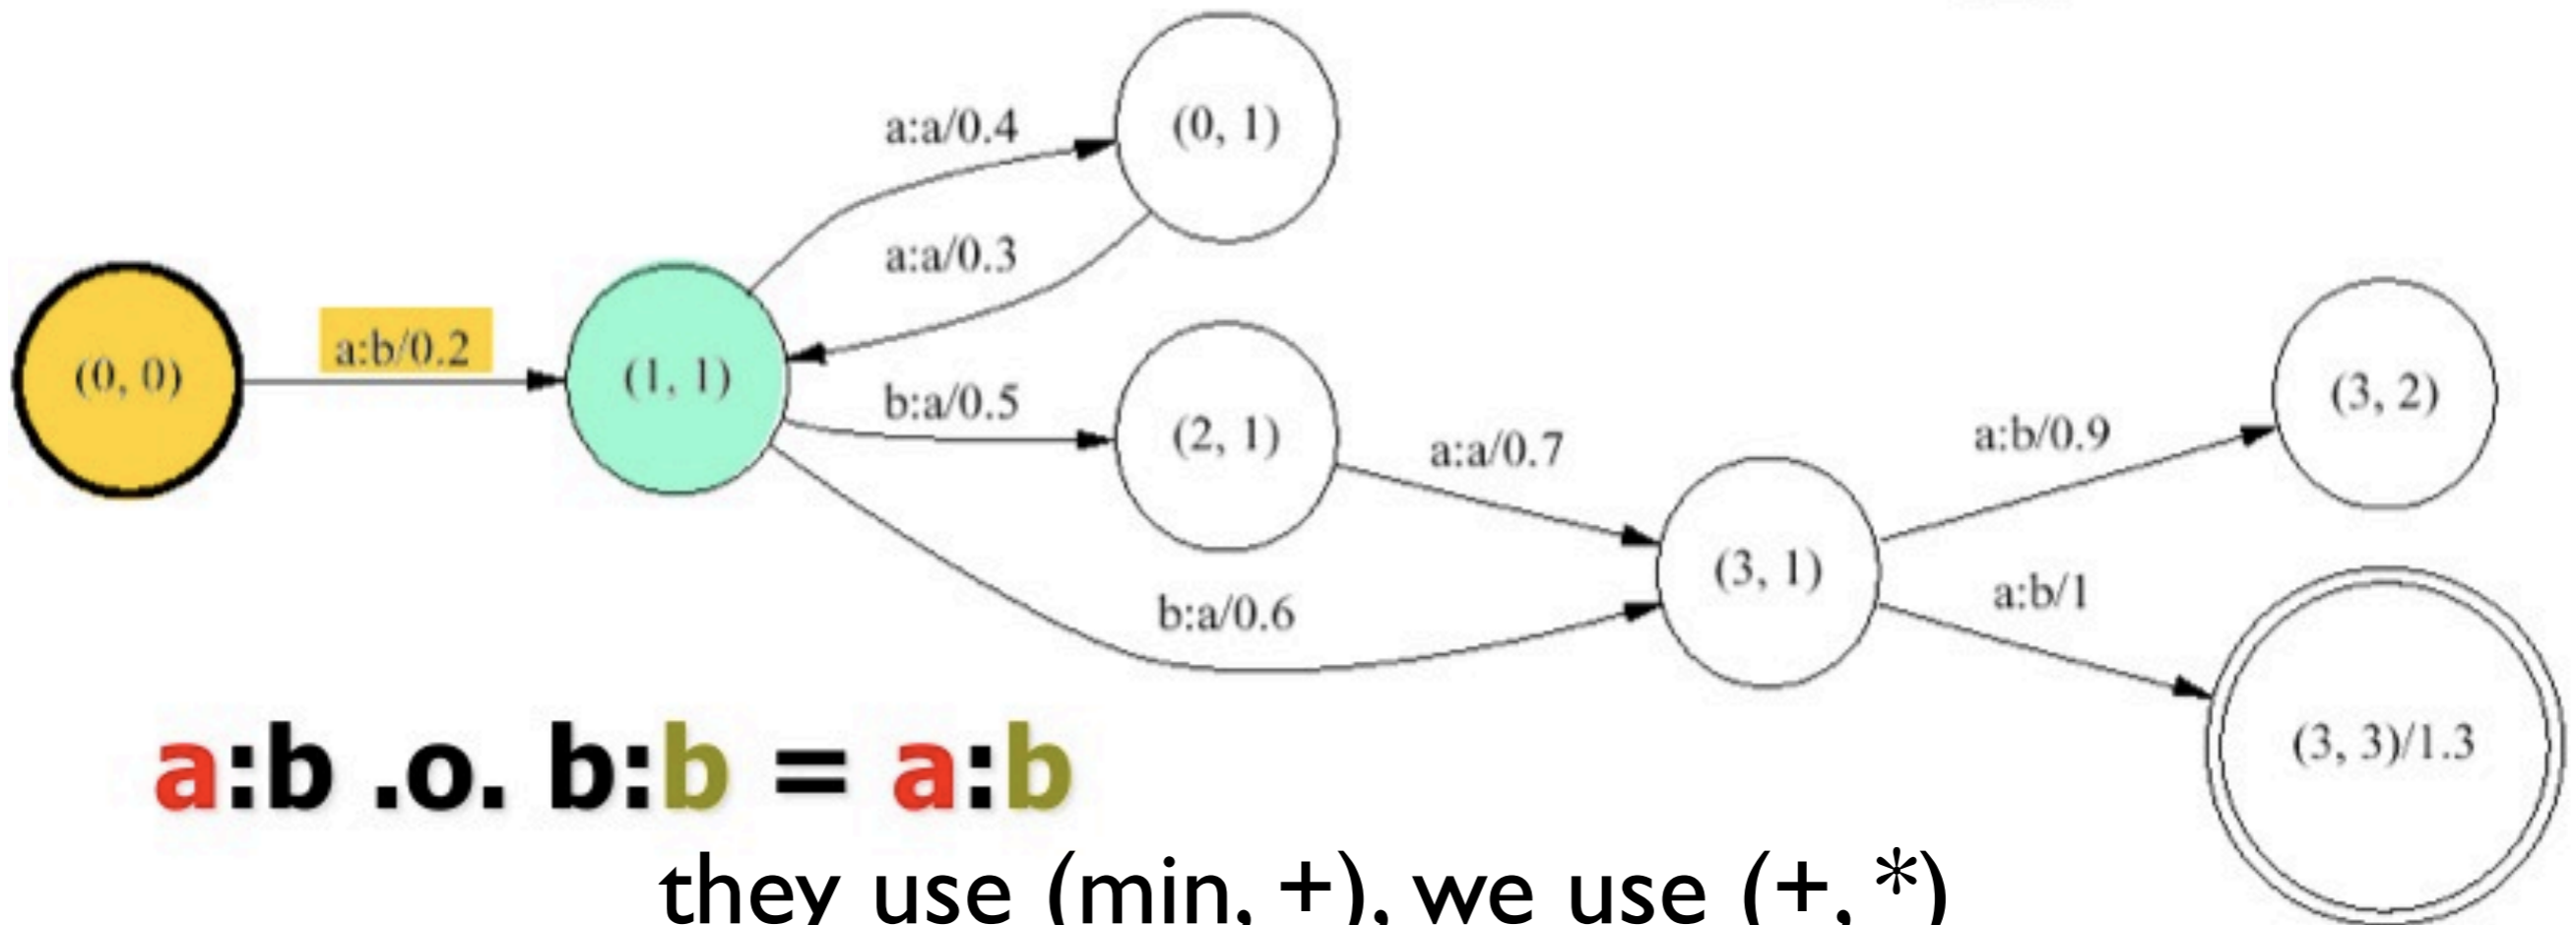 a:a/0.4
(0, 1)
a:a/0.3
(0, 0)
a:b/0.2
(1, 1)
b:a/0.5
(2, 1)
a:a/0.7
a:b/0.9
(3, 2)
(3, 1)
b:a/0.6
a:b/1
(3, 3)/1.3
a:b .o. b:b = a:b
they use (min, +), we use (+, *)